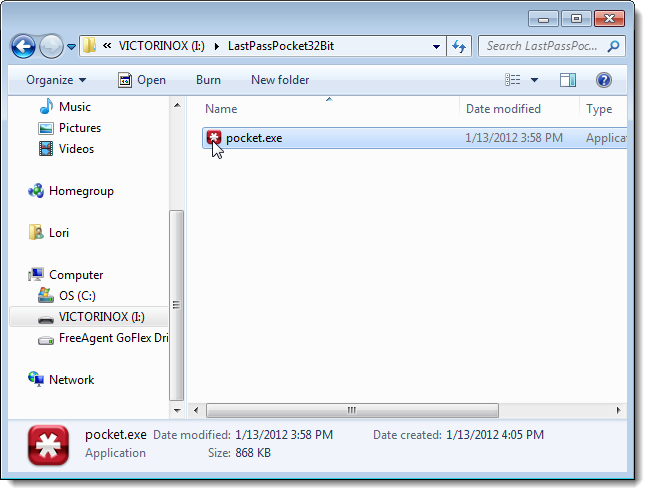 « VICTORINOX (I:) ▸ LastPassPocket32Bit
Search LastPassPoc...
Organize Open Burn New folder
Music
Pictures
Videos
Homegroup
Lori
Computer
OS (C:)
VICTORINOX (I:)
FreeAgent GoFlex Dri
Network
Name Date modified Type
pocket.exe 1/13/2012 3:58 PM Applica
pocket.exe Date modified: 1/13/2012 3:58 PM Date created: 1/13/2012 4:05 PM
Application Size: 868 KB